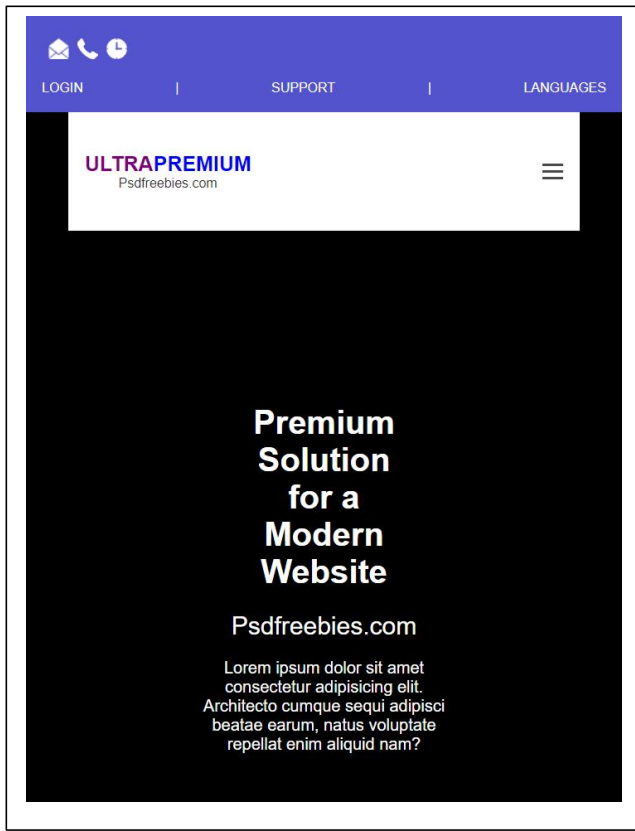 LOGIN | SUPPORT | LANGUAGES
ULTRAPREMIUM
Psdfreebies.com
Premium
Solution
for a
Modern
Website
Psdfreebies.com
Lorem ipsum dolor sit amet
consectetur adipisicing elit.
Architecto cumque sequi adipisci
beatae earum, natus voluptate
repellat enim aliquid nam?